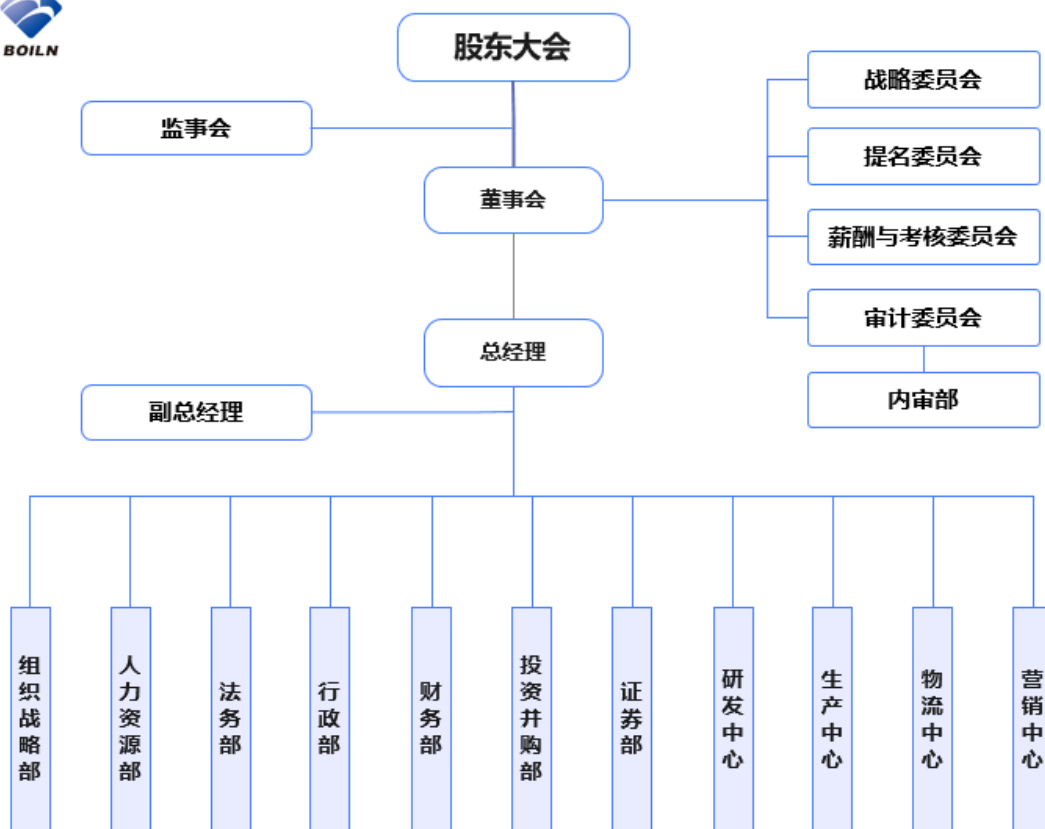 BOILN
股东大会
监事会
董事会
战略委员会
提名委员会
薪酬与考核委员会
审计委员会
内审部
总经理
副总经理
组织战略部
人力资源部
法务部
行政部
财务部
投资井购部
证券部
研发中心
生产中心
物流中心
营销中心